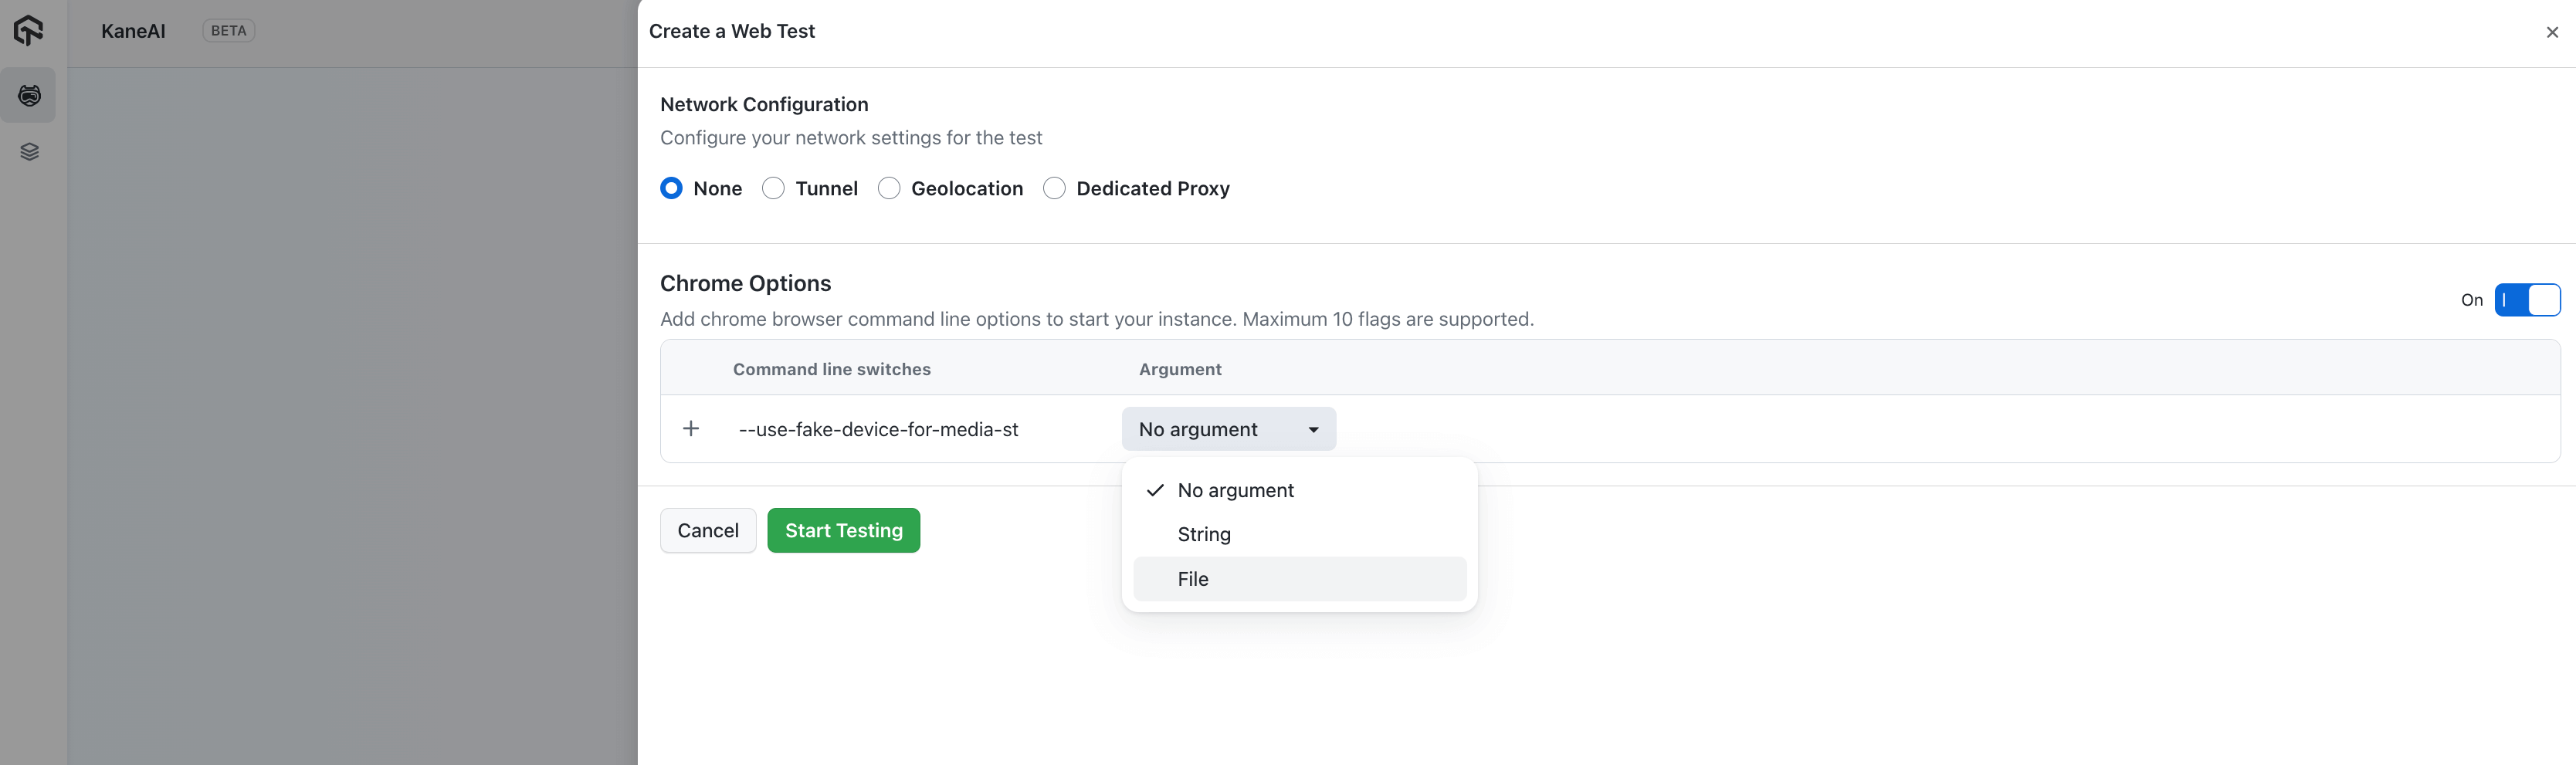 KaneAI
BETA
Create a Web Test
Network Configuration
Configure your network settings for the test
None
Tunnel
Geolocation
Dedicated Proxy
Chrome Options
On
Add chrome browser command line options to start your instance. Maximum 10 flags are supported.
Command line switches
Argument
--use-fake-device-for-media-st
No argument
No argument
String
File
Cancel
Start Testing